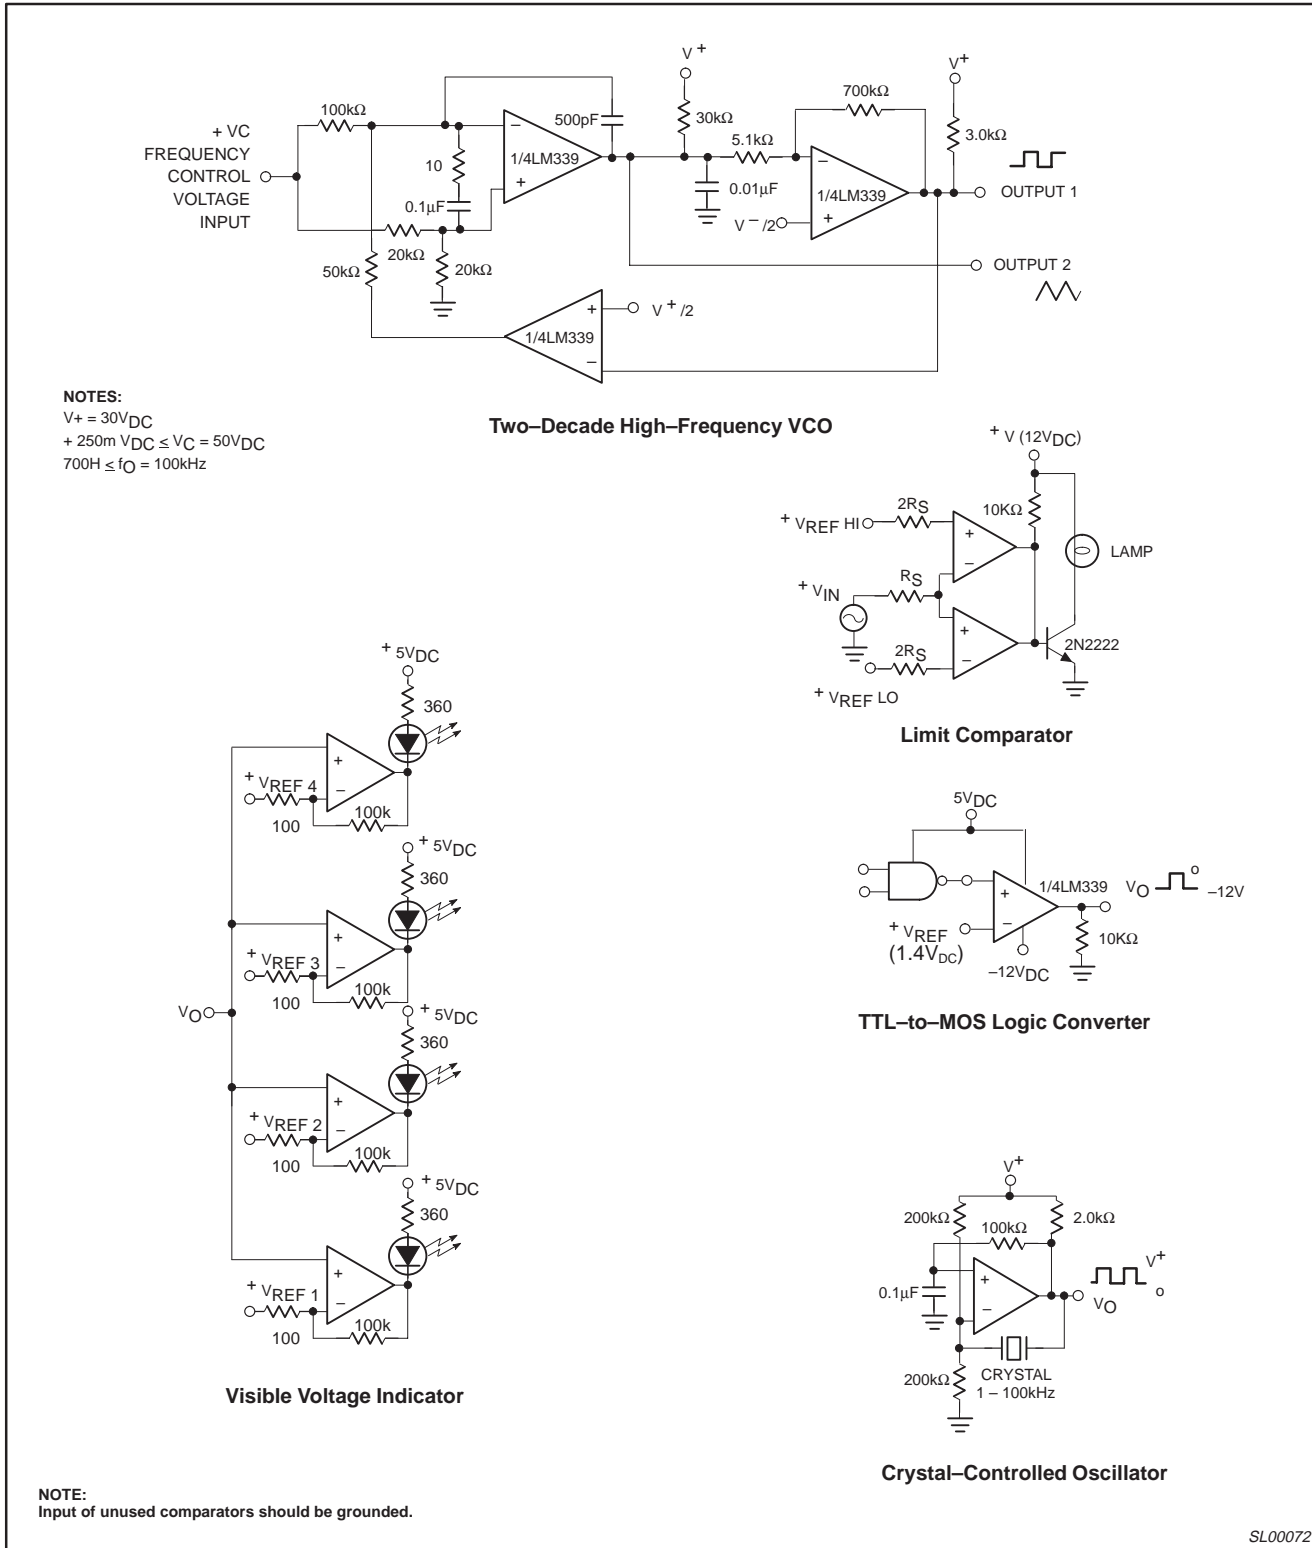 V+
V+
100kΩ
700kΩ
500pF
30kΩ
3.0kΩ
+ VC
FREQUENCY
CONTROL
VOLTAGE
INPUT
5.1kΩ
–
10
1/4LM339
+
–
1/4LM339
+
0.01µF
OUTPUT 1
0.1µF
V–/2
20kΩ
50kΩ
20kΩ
OUTPUT 2
+
V+/2
1/4LM339
–
NOTES:
V+ = 30VDC
+ 250m VDC ≤ VC = 50VDC
700H ≤ fO = 100kHz
Two–Decade High–Frequency VCO
+ V (12VDC)
2RS
10KΩ
+ VREF HI
+
–
LAMP
RS
+ VIN
+
–
2N2222
2RS
+ VREF LO
Limit Comparator
+ 5VDC
360
+
–
+ VREF 4
100
100k
+ 5VDC
360
+
–
+ VREF 3
100
100k
VO
+ 5VDC
360
+
–
+ VREF 2
100
100k
+ 5VDC
360
+
–
+ VREF 1
100
100k
Visible Voltage Indicator
5VDC
1/4LM339
+
–
VO
o
–12V
+ VREF
(1.4VDC)
10KΩ
–12VDC
TTL–to–MOS Logic Converter
V+
200kΩ
2.0kΩ
100kΩ
+
–
0.1µF
V+
o
VO
200kΩ
CRYSTAL
1 – 100kHz
Crystal–Controlled Oscillator
NOTE:
Input of unused comparators should be grounded.
SL00072